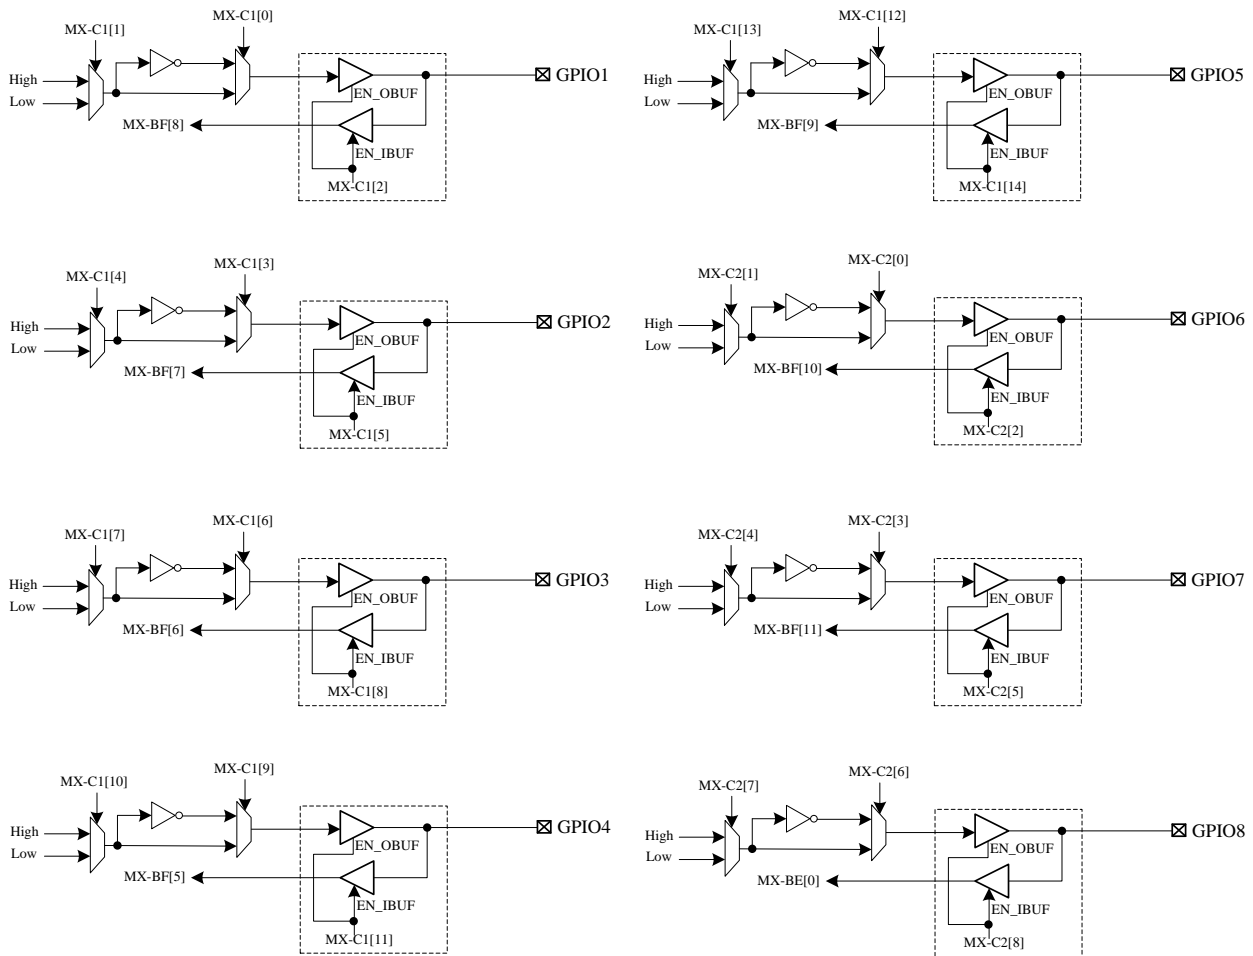 MX-C1[0]
MX-C1[1]
High
Low
GPIO1
EN_OBUF
MX-BF[8]
EN_IBUF
MX-C1[2]
MX-C1[12]
MX-C1[13]
High
Low
GPIO5
EN_OBUF
MX-BF[9]
EN_IBUF
MX-C1[14]
MX-C1[3]
MX-C1[4]
High
Low
GPIO2
EN_OBUF
MX-BF[7]
EN_IBUF
MX-C1[5]
MX-C2[0]
MX-C2[1]
High
Low
GPIO6
EN_OBUF
MX-BF[10]
EN_IBUF
MX-C2[2]
MX-C1[6]
MX-C1[7]
High
Low
GPIO3
EN_OBUF
MX-BF[6]
EN_IBUF
MX-C1[8]
MX-C2[3]
MX-C2[4]
High
Low
GPIO7
EN_OBUF
MX-BF[11]
EN_IBUF
MX-C2[5]
MX-C1[9]
MX-C1[10]
High
Low
GPIO4
EN_OBUF
MX-BF[5]
EN_IBUF
MX-C1[11]
MX-C2[6]
MX-C2[7]
High
Low
GPIO8
EN_OBUF
MX-BE[0]
EN_IBUF
MX-C2[8]